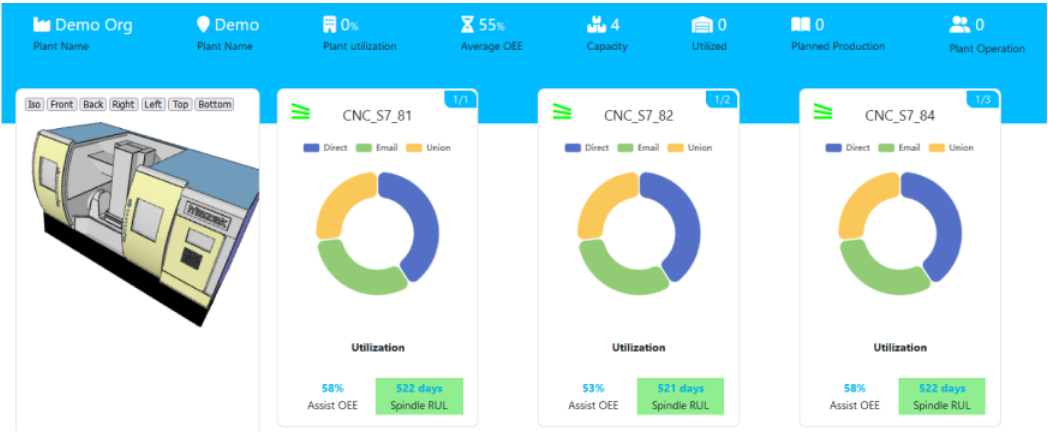 Demo Org
Plant Name
Demo
Plant Name
0%
Plant utilization
55%
Average OEE
4
Capacity
0
Utilized
0
Planned Production
0
Plant Operation
Iso Front Back Right Left Top Bottom
1/1
CNC_S7_81
Direct Email Union
Utilization
58%
Assist OEE
522 days
Spindle RUL
1/2
CNC_S7_82
Direct Email Union
Utilization
53%
Assist OEE
521 days
Spindle RUL
1/3
CNC_S7_84
Direct Email Union
Utilization
58%
Assist OEE
522 days
Spindle RUL